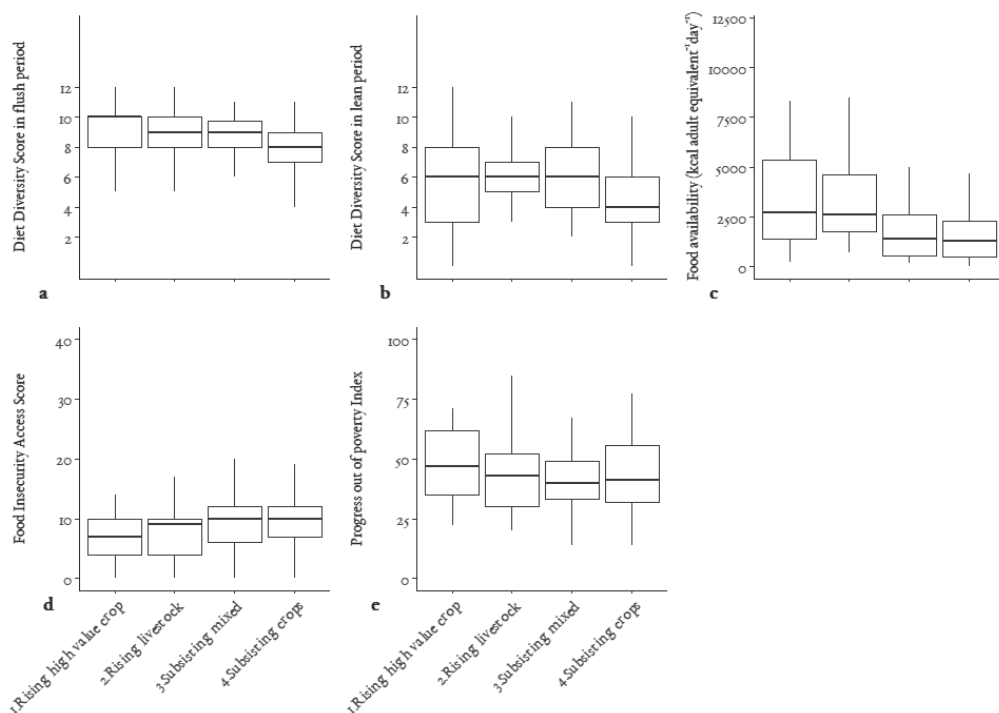 Diet Diversity Score in flush period
12
10
8
6
4
2
a
Diet Diversity Score in lean period
12
10
8
6
4
2
b
Food availability (kcal adult equivalent⁻¹day⁻¹)
12500
10000
7500
5000
2500
0
c
Food Insecurity Access Score
40
30
20
10
0
d
1.Rising high value crop
2.Rising livestock
3.Subsisting mixed
4.Subsisting crops
Progress out of poverty Index
100
75
50
25
0
e
1.Rising high value crop
2.Rising livestock
3.Subsisting mixed
4.Subsisting crops